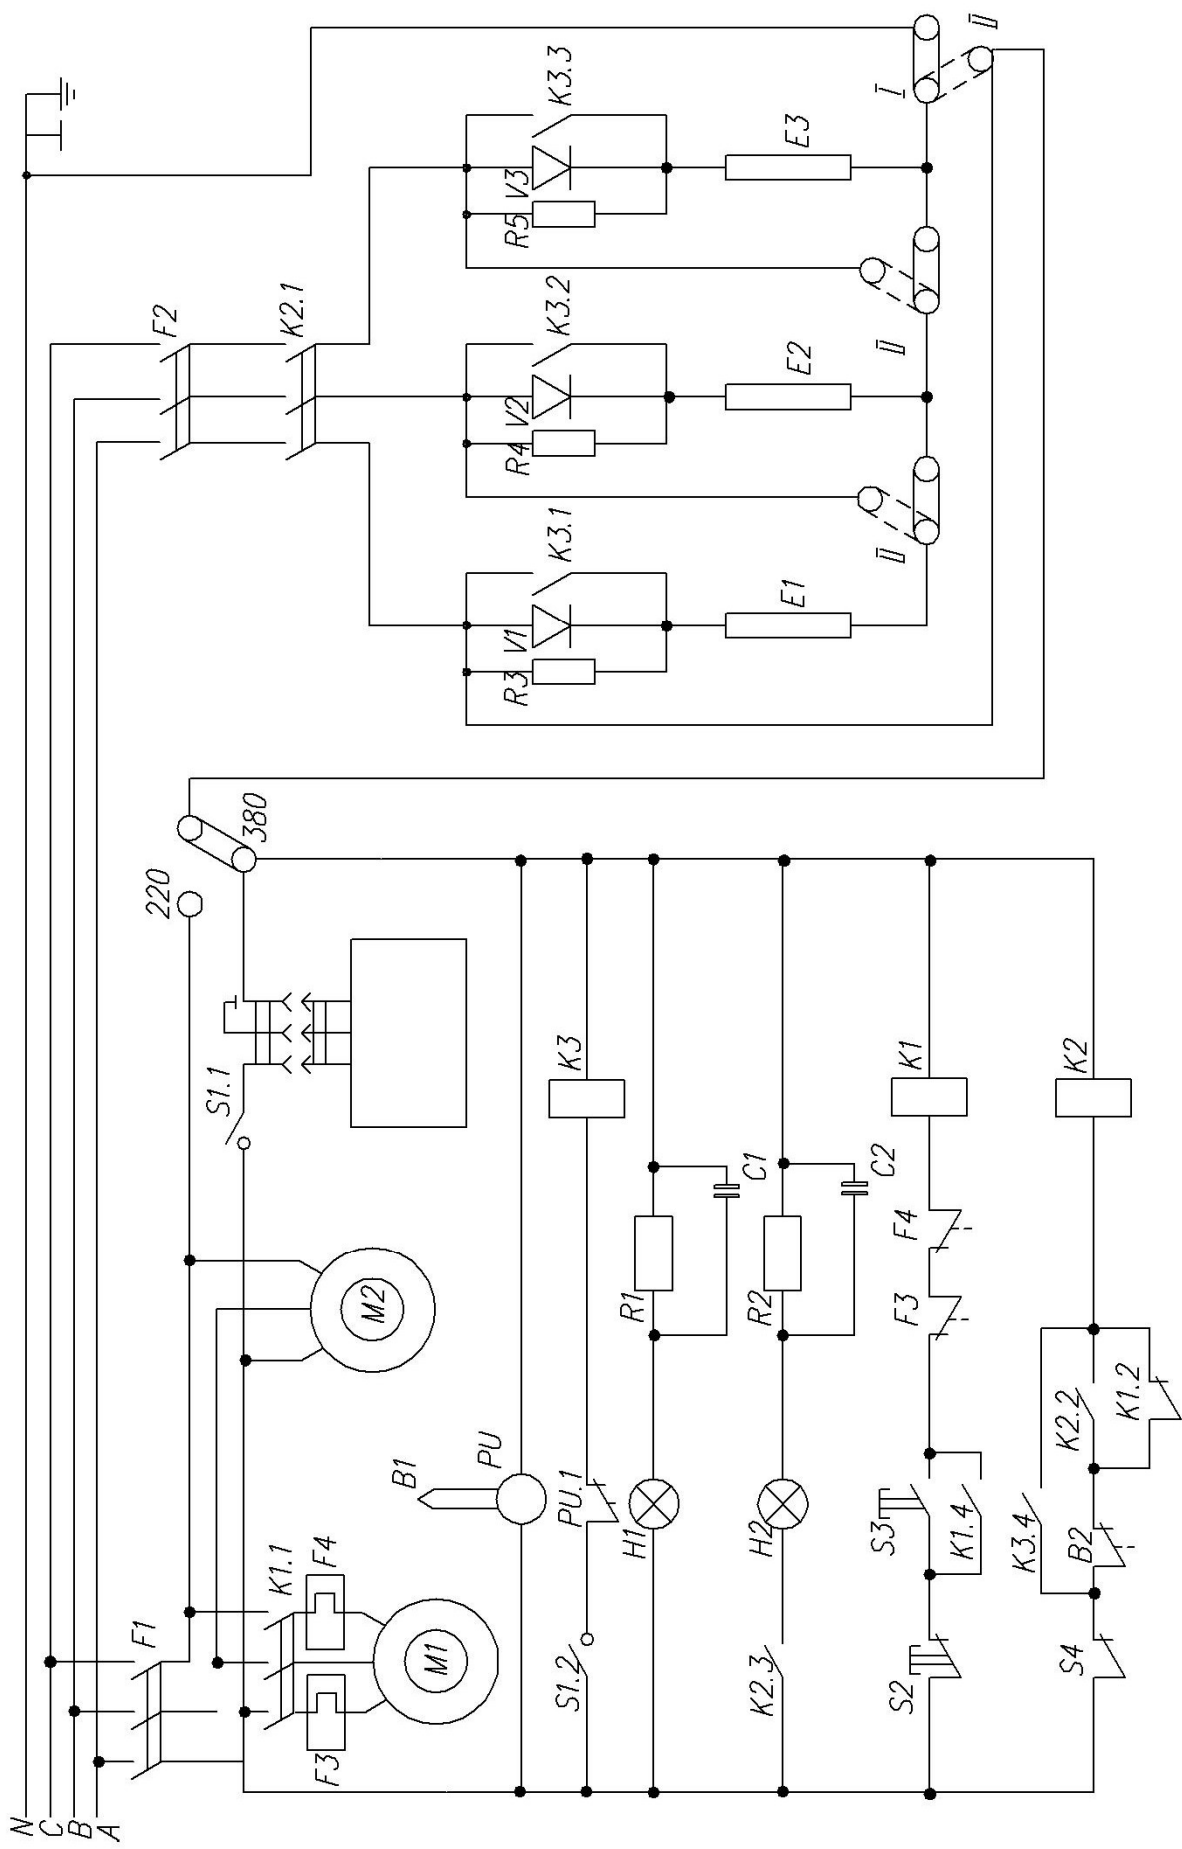 N
C
B
A
F1
K1.1
F4
F3
M1
M2
S1.1
220
380
F2
K2.1
R3
V1
K3.1
E1
R4
V2
K3.2
E2
R5
V3
K3.3
E3
II
II
I
II
B1
PU
S1.2
PU.1
K3
H1
R1
C1
K2.3
H2
R2
C2
S2
S3
K1.4
F3
F4
K1
S4
B2
K3.4
K2.2
K1.2
K2